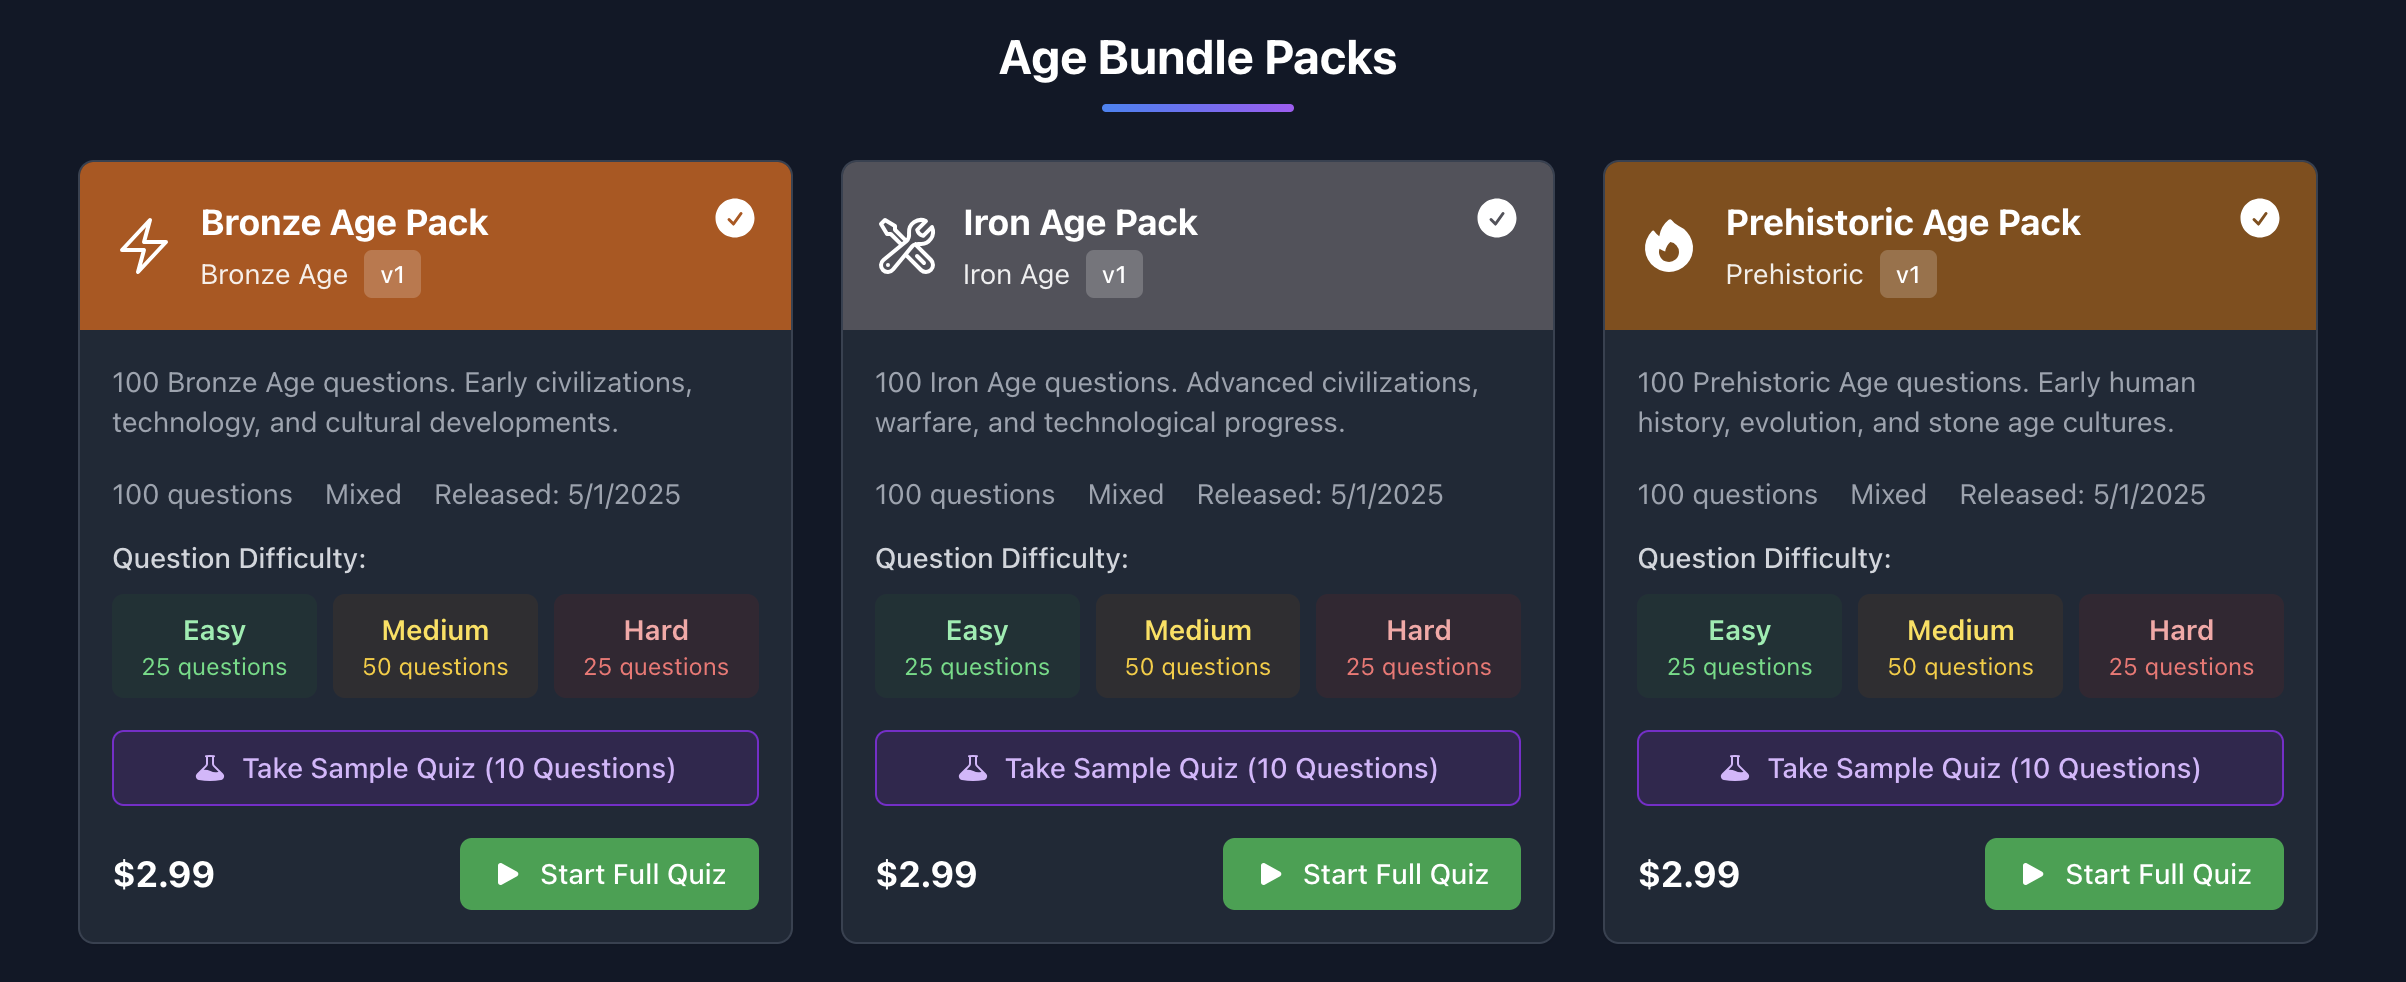 Age Bundle Packs
Bronze Age Pack
Bronze Age v1
100 Bronze Age questions. Early civilizations,
technology, and cultural developments.
100 questions Mixed Released: 5/1/2025
Question Difficulty:
Easy Medium Hard
25 questions 50 questions 25 questions
Take Sample Quiz (10 Questions)
$2.99 Start Full Quiz
Iron Age Pack
Iron Age v1
100 Iron Age questions. Advanced civilizations,
warfare, and technological progress.
100 questions Mixed Released: 5/1/2025
Question Difficulty:
Easy Medium Hard
25 questions 50 questions 25 questions
Take Sample Quiz (10 Questions)
$2.99 Start Full Quiz
Prehistoric Age Pack
Prehistoric v1
100 Prehistoric Age questions. Early human
history, evolution, and stone age cultures.
100 questions Mixed Released: 5/1/2025
Question Difficulty:
Easy Medium Hard
25 questions 50 questions 25 questions
Take Sample Quiz (10 Questions)
$2.99 Start Full Quiz